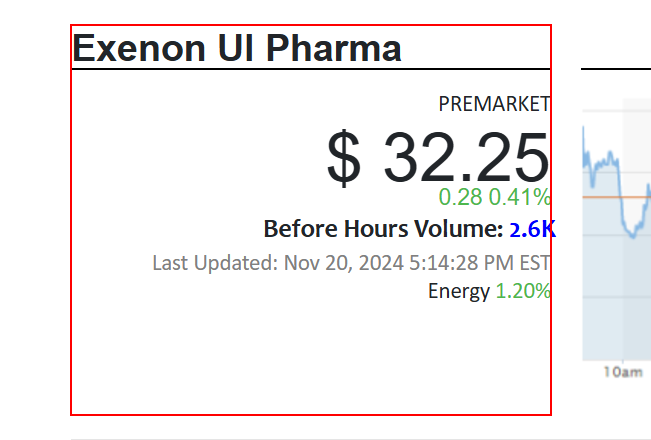 Exenon UI Pharma
PREMARKET
$ 32.25
0.28 0.41%
Before Hours Volume: 2.6K
Last Updated: Nov 20, 2024 5:14:28 PM EST
Energy 1.20%
10am